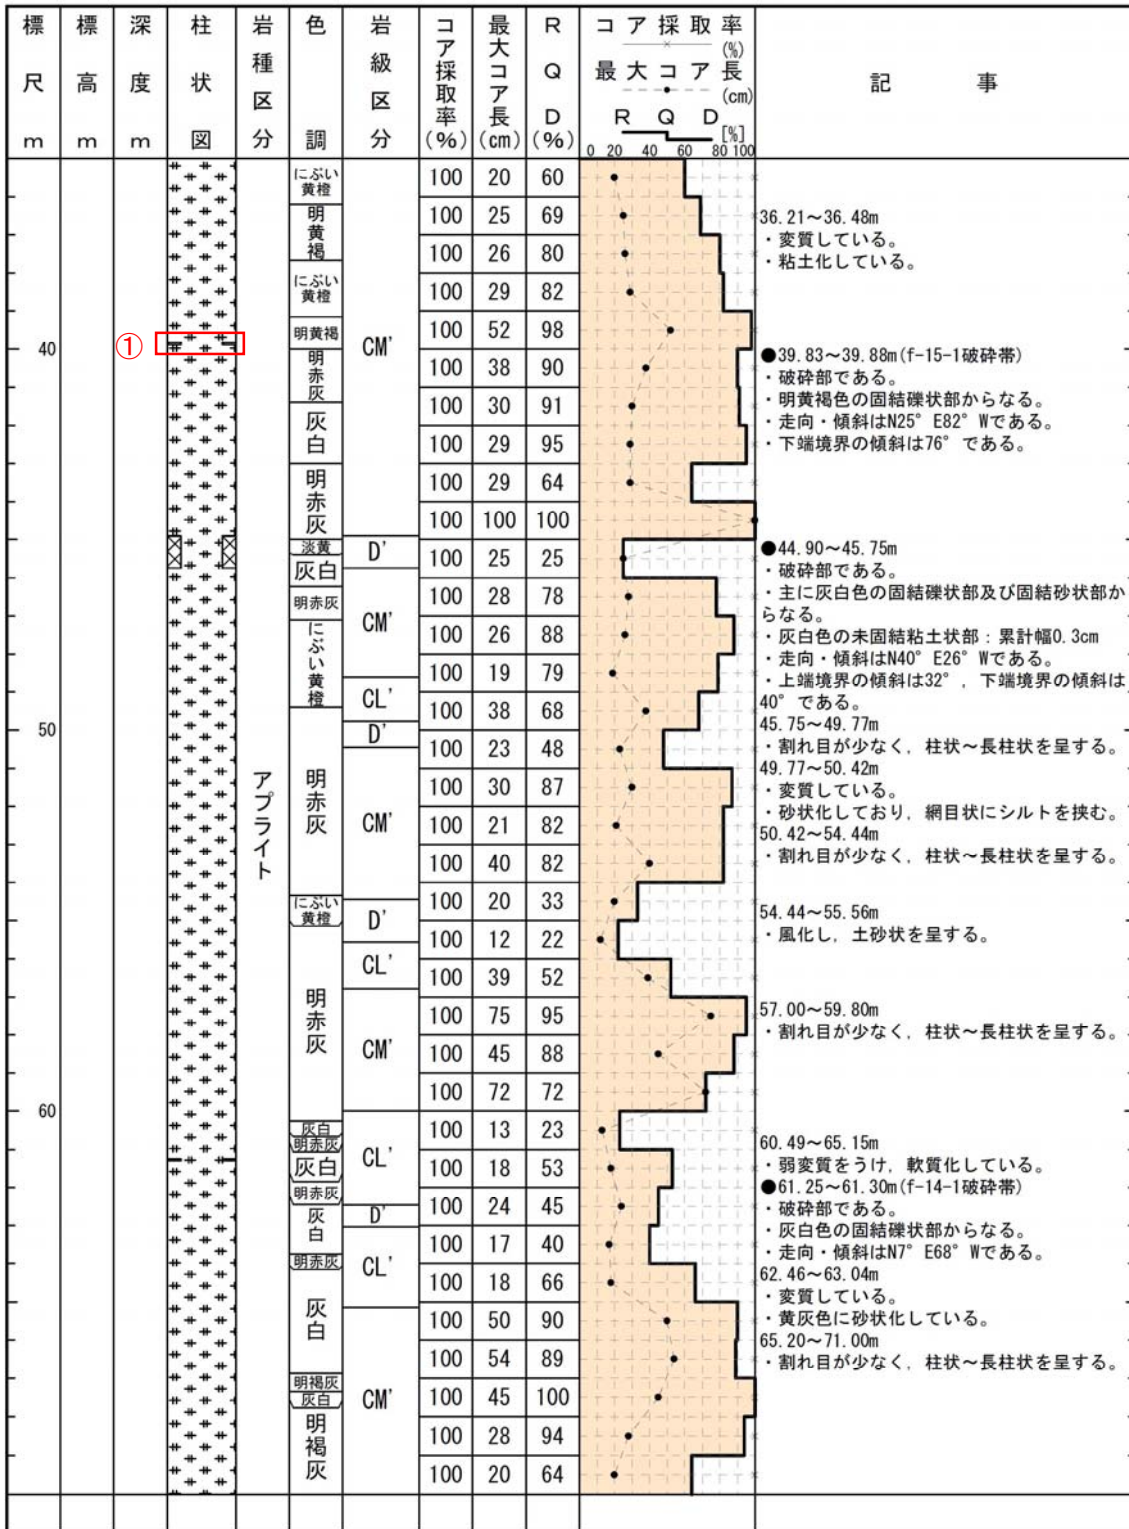 標尺 m
標高 m
深度 m
柱状図
岩種区分
色調
岩級区分
コア採取率(%)
最大コア長(cm)
RQD(%)
コア採取率
(%)
最大コア長
(cm)
R Q D
[%]
0 20 40 60 80 100
記 事
40
50
60
①
アプライト
にぶい黄橙
明黄褐
にぶい黄橙
明黄褐
明赤灰
灰白
明赤灰
淡黄
灰白
明赤灰
にぶい黄橙
明赤灰
にぶい黄橙
明赤灰
灰白
明赤灰
灰白
明赤灰
灰白
明赤灰
灰白
明褐灰
灰白
明褐灰
CM'
D'
CM'
CL'
D'
CM'
D'
CL'
CM'
CL'
D'
CL'
CM'
100 20 60
100 25 69
100 26 80
100 29 82
100 52 98
100 38 90
100 30 91
100 29 95
100 29 64
100 100 100
100 25 25
100 28 78
100 26 88
100 19 79
100 38 68
100 23 48
100 30 87
100 21 82
100 40 82
100 20 33
100 12 22
100 39 52
100 75 95
100 45 88
100 72 72
100 13 23
100 18 53
100 24 45
100 17 40
100 18 66
100 50 90
100 54 89
100 45 100
100 28 94
100 20 64
36.21～36.48m
・変質している。
・粘土化している。
●39.83～39.88m(f-15-1破砕帯)
・破砕部である。
・明黄褐色の固結礫状部からなる。
・走向・傾斜はN25°E82°Wである。
・下端境界の傾斜は76°である。
●44.90～45.75m
・破砕部である。
・主に灰白色の固結礫状部及び固結砂状部か
らなる。
・灰白色の未固結粘土状部：累計幅0.3cm
・走向・傾斜はN40°E26°Wである。
・上端境界の傾斜は32°，下端境界の傾斜は
40°である。
45.75～49.77m
・割れ目が少なく，柱状～長柱状を呈する。
49.77～50.42m
・変質している。
・砂状化しており，網目状にシルトを挟む。
50.42～54.44m
・割れ目が少なく，柱状～長柱状を呈する。
54.44～55.56m
・風化し，土砂状を呈する。
57.00～59.80m
・割れ目が少なく，柱状～長柱状を呈する。
60.49～65.15m
・弱変質をうけ，軟質化している。
●61.25～61.30m(f-14-1破砕帯)
・破砕部である。
・灰白色の固結礫状部からなる。
・走向・傾斜はN7°E68°Wである。
62.46～63.04m
・変質している。
・黄灰色に砂状化している。
65.20～71.00m
・割れ目が少なく，柱状～長柱状を呈する。